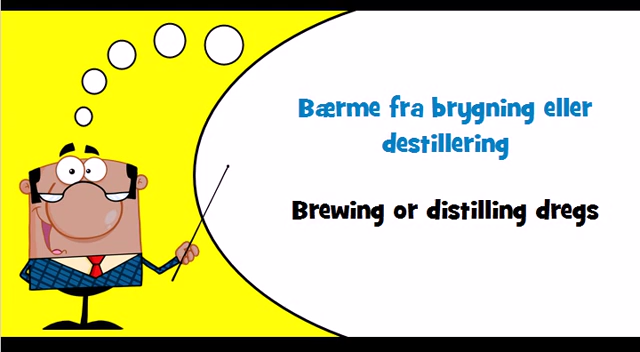 Bærme fra brygning eller
destillering
Brewing or distilling dregs